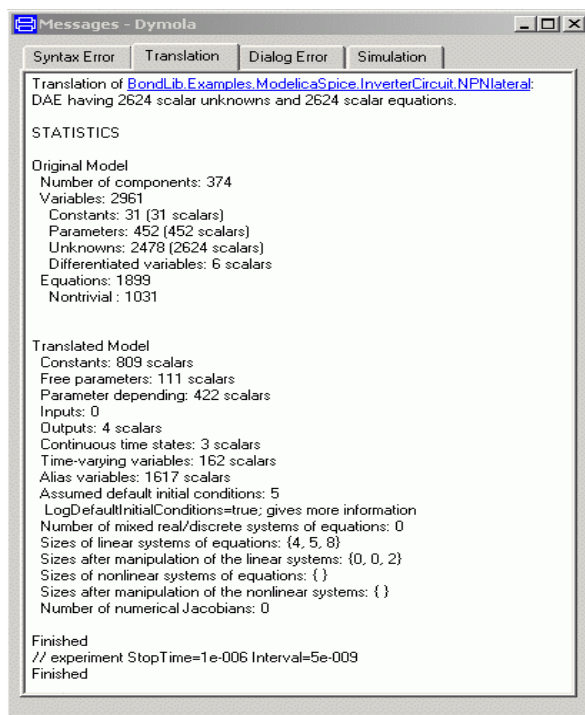 Messages - Dymola
Syntax Error Translation Dialog Error Simulation
Translation of BondLib.Examples.ModelicaSpice.InverterCircuit.NPNlateral:
DAE having 2624 scalar unknowns and 2624 scalar equations.
STATISTICS
Original Model
Number of components: 374
Variables: 2961
Constants: 31 (31 scalars)
Parameters: 452 (452 scalars)
Unknowns: 2478 (2624 scalars)
Differentiated variables: 6 scalars
Equations: 1899
Nontrivial : 1031
Translated Model
Constants: 809 scalars
Free parameters: 111 scalars
Parameter depending: 422 scalars
Inputs: 0
Outputs: 4 scalars
Continuous time states: 3 scalars
Time-varying variables: 162 scalars
Alias variables: 1617 scalars
Assumed default initial conditions: 5
LogDefaultInitialConditions=true; gives more information
Number of mixed real/discrete systems of equations: 0
Sizes of linear systems of equations: {4, 5, 8}
Sizes after manipulation of the linear systems: {0, 0, 2}
Sizes of nonlinear systems of equations: { }
Sizes after manipulation of the nonlinear systems: { }
Number of numerical Jacobians: 0
Finished
// experiment StopTime=1e-006 Interval=5e-009
Finished